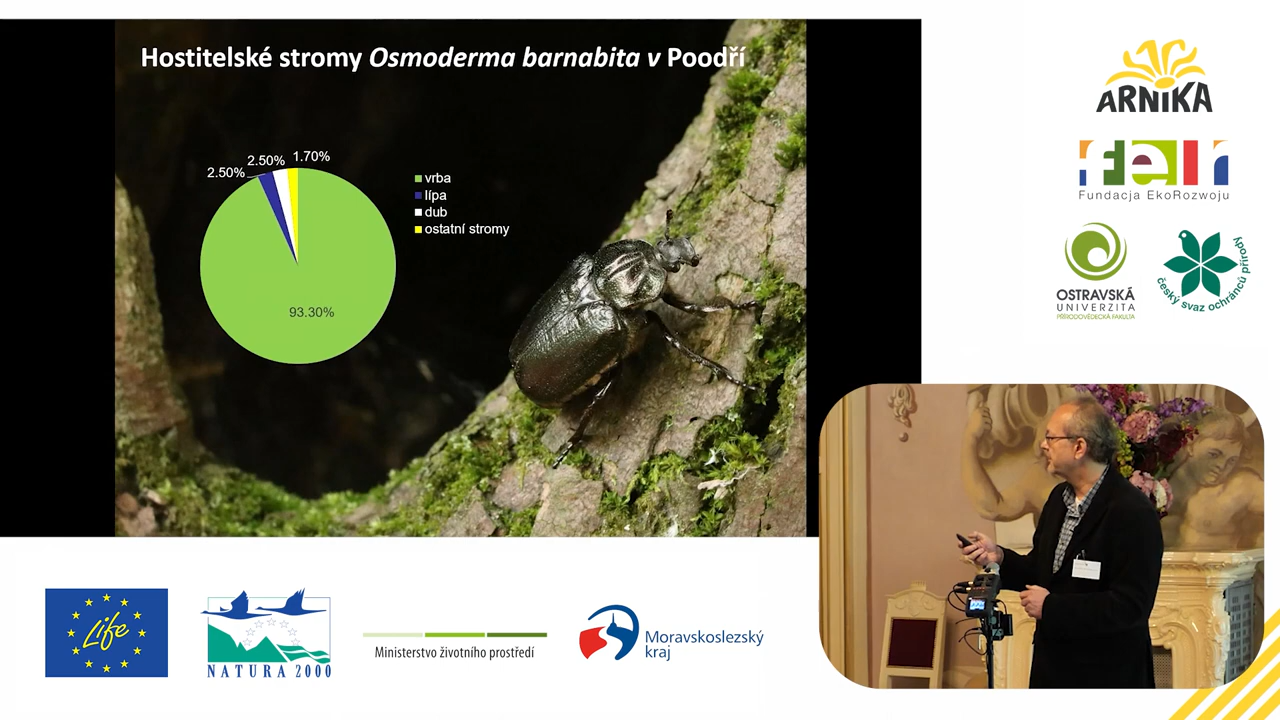 Hostitelské stromy Osmoderma barnabita v Poodří
2.50%
2.50%
1.70%
93.30%
vrba
lípa
dub
ostatní stromy
ARNIKA
feri
Fundacja EkoRozwoju
OSTRAVSKÁ
UNIVERZITA
PŘÍRODOVĚDECKÁ FAKULTA
český svaz ochránců přírody
Life
NATURA 2000
Ministerstvo životního prostředí
Moravskoslezský
kraj